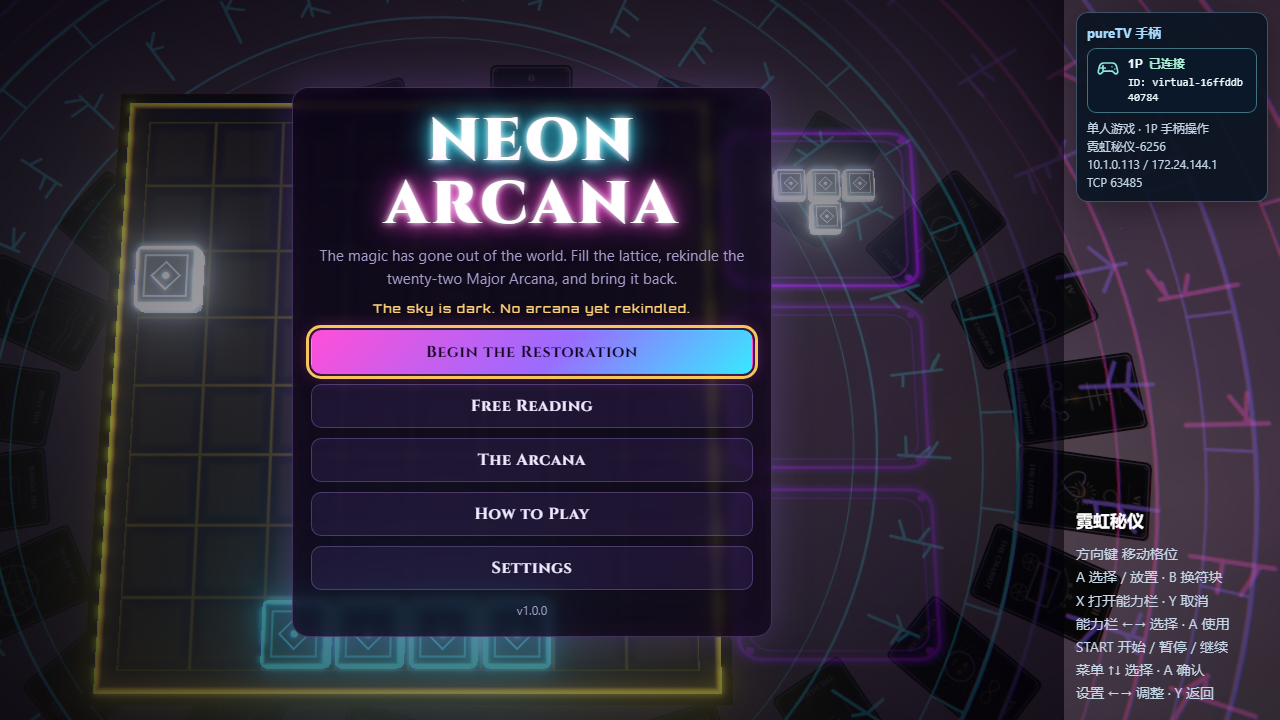 NEON
ARCANA
The magic has gone out of the world. Fill the lattice, rekindle the
twenty-two Major Arcana, and bring it back.
The sky is dark. No arcana yet rekindled.
Begin the Restoration
Free Reading
The Arcana
How to Play
Settings
v1.0.0
pureTV 手柄
1P 已连接
ID: virtual-16ffddb
40784
单人游戏 · 1P 手柄操作
霓虹秘仪-6256
10.1.0.113 / 172.24.144.1
TCP 63485
霓虹秘仪
方向键 移动格位
A 选择 / 放置 · B 换符块
X 打开能力栏 · Y 取消
能力栏 ←→ 选择 · A 使用
START 开始 / 暂停 / 继续
菜单 ↑↓ 选择 · A 确认
设置 ←→ 调整 · Y 返回